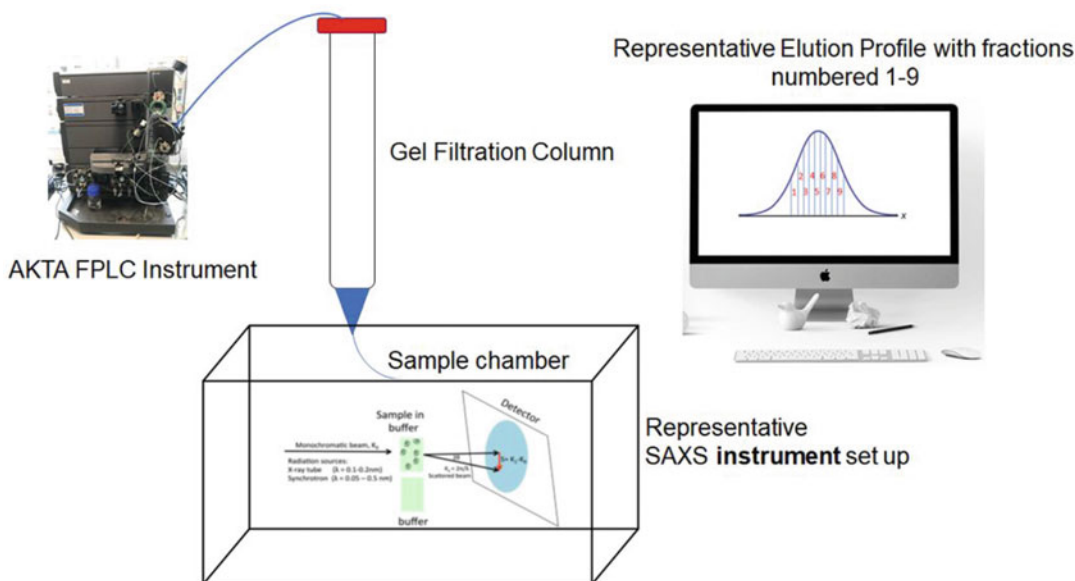 Representative Elution Profile with fractions
numbered 1-9
Gel Filtration Column
2 4 6 8
1 3 5 7 9
x
AKTA FPLC Instrument
Sample chamber
Detector
Sample in
buffer
Monochromatic beam, K₀
Radiation sources:
X-ray tube (λ = 0.1-0.2nm)
Synchrotron (λ = 0.05 – 0.5 nm)
2θ
Scattered beam
buffer
Representative
SAXS instrument set up